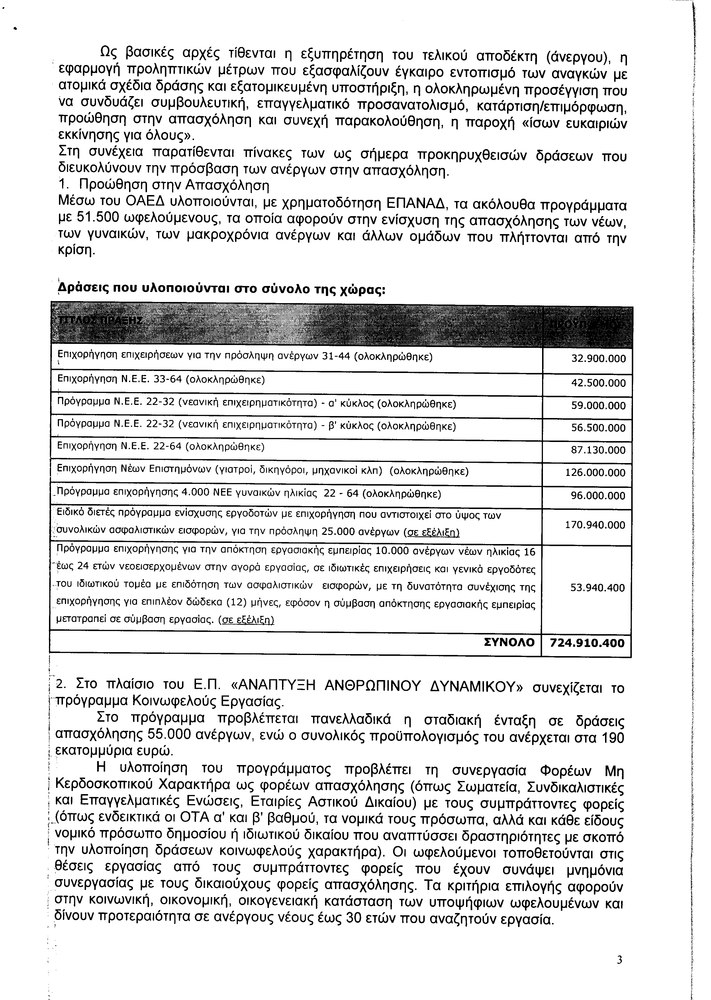 Ως βασικές αρχές τίθενται η εξυπηρέτηση του τελικού αποδέκτη (άνεργου), η
εφαρμογή προληπτικών μέτρων που εξασφαλίζουν έγκαιρο εντοπισμό των αναγκών με
ατομικά σχέδια δράσης και εξατομικευμένη υποστήριξη, η ολοκληρωμένη προσέγγιση που
να συνδυάζει συμβουλευτική, επαγγελματικό προσανατολισμό, κατάρτιση/επιμόρφωση,
προώθηση στην απασχόληση και συνεχή παρακολούθηση, η παροχή «ίσων ευκαιριών
εκκίνησης για όλους».
Στη συνέχεια παρατίθενται πίνακες των ως σήμερα προκηρυχθεισών δράσεων που
διευκολύνουν την πρόσβαση των ανέργων στην απασχόληση.
1. Προώθηση στην Απασχόληση
Μέσω του ΟΑΕΔ υλοποιούνται, με χρηματοδότηση ΕΠΑΝΑΔ, τα ακόλουθα προγράμματα
με 51.500 ωφελούμενους, τα οποία αφορούν στην ενίσχυση της απασχόλησης των νέων,
των γυναικών, των μακροχρόνια ανέργων και άλλων ομάδων που πλήττονται από την
κρίση.
Δράσεις που υλοποιούνται στο σύνολο της χώρας:
ΤΙΤΛΟΣ ΠΡΑΞΗΣ
Επιχορήγηση επιχειρήσεων για την πρόσληψη ανέργων 31-44 (ολοκληρώθηκε) 32.900.000
Επιχορήγηση Ν.Ε.Ε. 33-64 (ολοκληρώθηκε) 42.500.000
Πρόγραμμα Ν.Ε.Ε. 22-32 (νεανική επιχειρηματικότητα) - α' κύκλος (ολοκληρώθηκε) 59.000.000
Πρόγραμμα Ν.Ε.Ε. 22-32 (νεανική επιχειρηματικότητα) - β' κύκλος (ολοκληρώθηκε) 56.500.000
Επιχορήγηση Ν.Ε.Ε. 22-64 (ολοκληρώθηκε) 87.130.000
Επιχορήγηση Νέων Επιστημόνων (γιατροί, δικηγόροι, μηχανικοί κλπ) (ολοκληρώθηκε) 126.000.000
Πρόγραμμα επιχορήγησης 4.000 ΝΕΕ γυναικών ηλικίας 22 - 64 (ολοκληρώθηκε) 96.000.000
Ειδικό διετές πρόγραμμα ενίσχυσης εργοδοτών με επιχορήγηση που αντιστοιχεί στο ύψος των
συνολικών ασφαλιστικών εισφορών, για την πρόσληψη 25.000 ανέργων (σε εξέλιξη) 170.940.000
Πρόγραμμα επιχορήγησης για την απόκτηση εργασιακής εμπειρίας 10.000 ανέργων νέων ηλικίας 16
έως 24 ετών νεοεισερχομένων στην αγορά εργασίας, σε ιδιωτικές επιχειρήσεις και γενικά εργοδότες
του ιδιωτικού τομέα με επιδότηση των ασφαλιστικών εισφορών, με τη δυνατότητα συνέχισης της 53.940.400
επιχορήγησης για επιπλέον δώδεκα (12) μήνες, εφόσον η σύμβαση απόκτησης εργασιακής εμπειρίας
μετατραπεί σε σύμβαση εργασίας. (σε εξέλιξη)
ΣΥΝΟΛΟ 724.910.400
2. Στο πλαίσιο του Ε.Π. «ΑΝΑΠΤΥΞΗ ΑΝΘΡΩΠΙΝΟΥ ΔΥΝΑΜΙΚΟΥ» συνεχίζεται το
πρόγραμμα Κοινωφελούς Εργασίας.
Στο πρόγραμμα προβλέπεται πανελλαδικά η σταδιακή ένταξη σε δράσεις
απασχόλησης 55.000 ανέργων, ενώ ο συνολικός προϋπολογισμός του ανέρχεται στα 190
εκατομμύρια ευρώ.
Η υλοποίηση του προγράμματος προβλέπει τη συνεργασία Φορέων Μη
Κερδοσκοπικού Χαρακτήρα ως φορέων απασχόλησης (όπως Σωματεία, Συνδικαλιστικές
και Επαγγελματικές Ενώσεις, Εταιρίες Αστικού Δικαίου) με τους συμπράττοντες φορείς
(όπως ενδεικτικά οι ΟΤΑ α' και β' βαθμού, τα νομικά τους πρόσωπα, αλλά και κάθε είδους
νομικό πρόσωπο δημοσίου ή ιδιωτικού δικαίου που αναπτύσσει δραστηριότητες με σκοπό
την υλοποίηση δράσεων κοινωφελούς χαρακτήρα). Οι ωφελούμενοι τοποθετούνται στις
θέσεις εργασίας από τους συμπράττοντες φορείς που έχουν συνάψει μνημόνια
συνεργασίας με τους δικαιούχους φορείς απασχόλησης. Τα κριτήρια επιλογής αφορούν
στην κοινωνική, οικονομική, οικογενειακή κατάσταση των υποψήφιων ωφελουμένων και
δίνουν προτεραιότητα σε ανέργους νέους έως 30 ετών που αναζητούν εργασία.
3